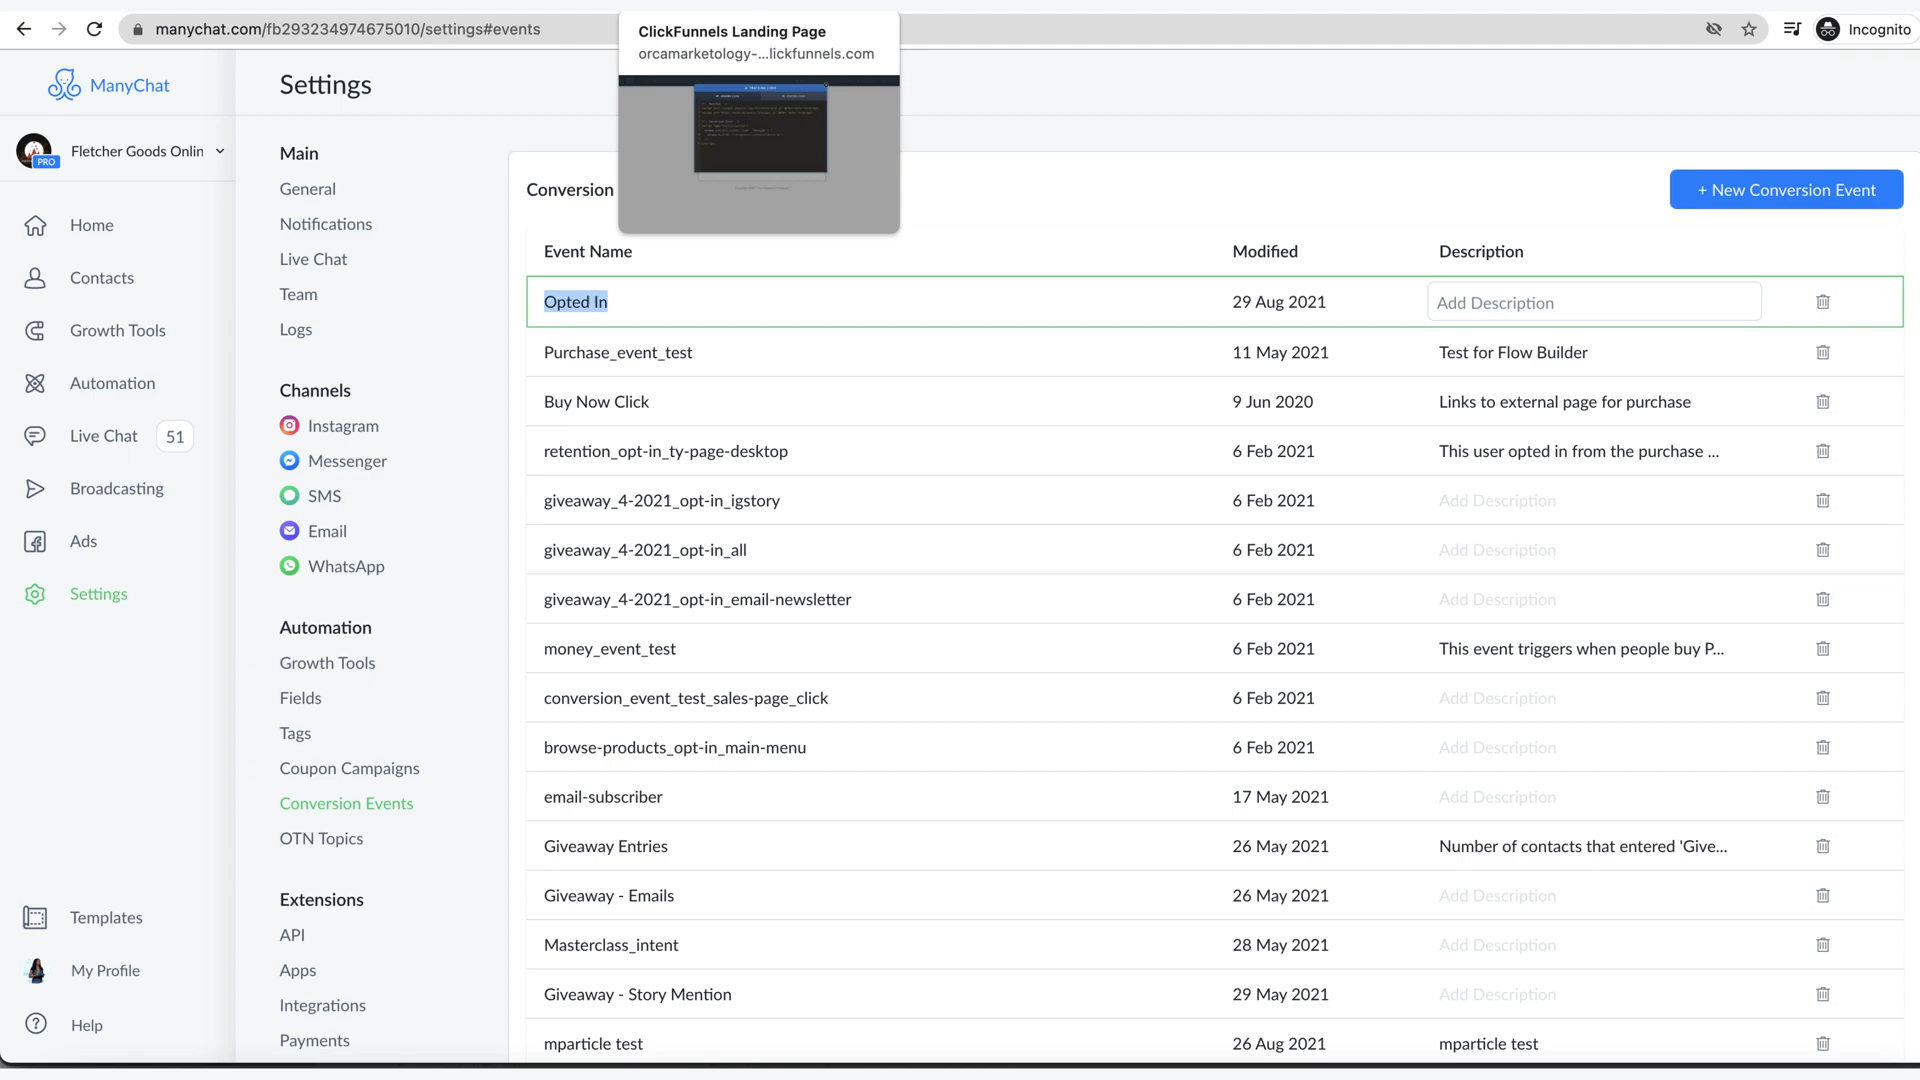 manychat.com/fb293234974675010/settings#events
Incognito
ClickFunnels Landing Page
orcamarketology-...lickfunnels.com
ManyChat
PRO
Fletcher Goods Onlin
Home
Contacts
Growth Tools
Automation
Live Chat 51
Broadcasting
Ads
Settings
Templates
My Profile
Help
Settings
Main
General
Notifications
Live Chat
Team
Logs
Channels
Instagram
Messenger
SMS
Email
WhatsApp
Automation
Growth Tools
Fields
Tags
Coupon Campaigns
Conversion Events
OTN Topics
Extensions
API
Apps
Integrations
Payments
Conversion
+ New Conversion Event
Event Name Modified Description
Opted In 29 Aug 2021 Add Description
Purchase_event_test 11 May 2021 Test for Flow Builder
Buy Now Click 9 Jun 2020 Links to external page for purchase
retention_opt-in_ty-page-desktop 6 Feb 2021 This user opted in from the purchase ...
giveaway_4-2021_opt-in_igstory 6 Feb 2021 Add Description
giveaway_4-2021_opt-in_all 6 Feb 2021 Add Description
giveaway_4-2021_opt-in_email-newsletter 6 Feb 2021 Add Description
money_event_test 6 Feb 2021 This event triggers when people buy P...
conversion_event_test_sales-page_click 6 Feb 2021 Add Description
browse-products_opt-in_main-menu 6 Feb 2021 Add Description
email-subscriber 17 May 2021 Add Description
Giveaway Entries 26 May 2021 Number of contacts that entered 'Give...
Giveaway - Emails 26 May 2021 Add Description
Masterclass_intent 28 May 2021 Add Description
Giveaway - Story Mention 29 May 2021 Add Description
mparticle test 26 Aug 2021 mparticle test